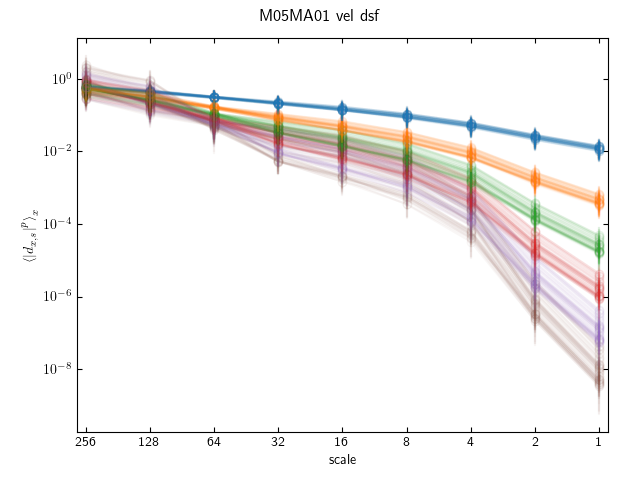 M05MA01 vel dsf
10^0
10^{-2}
10^{-4}
10^{-6}
10^{-8}
⟨|d_{x,s}|^p⟩_x
256 128 64 32 16 8 4 2 1
scale